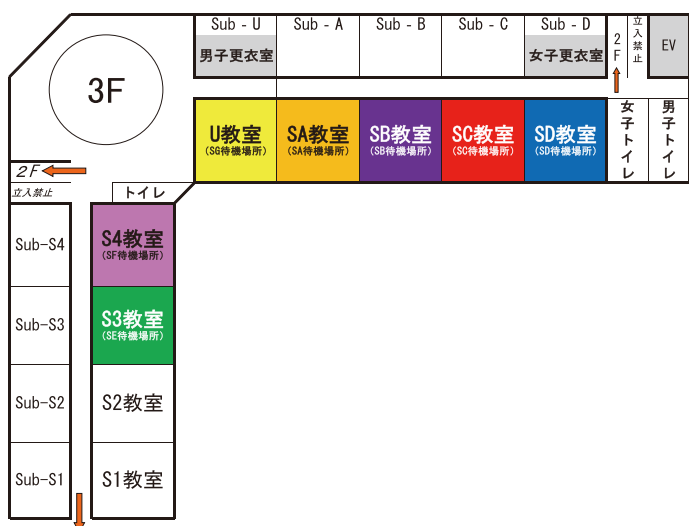 3F
Sub - U
男子更衣室
Sub - A
Sub - B
Sub - C
Sub - D
女子更衣室
2F
立入禁止
EV
U教室
(SG待機場所)
SA教室
(SA待機場所)
SB教室
(SB待機場所)
SC教室
(SC待機場所)
SD教室
(SD待機場所)
女子トイレ
男子トイレ
2F
立入禁止
トイレ
Sub-S4
S4教室
(SF待機場所)
Sub-S3
S3教室
(SE待機場所)
Sub-S2
S2教室
Sub-S1
S1教室